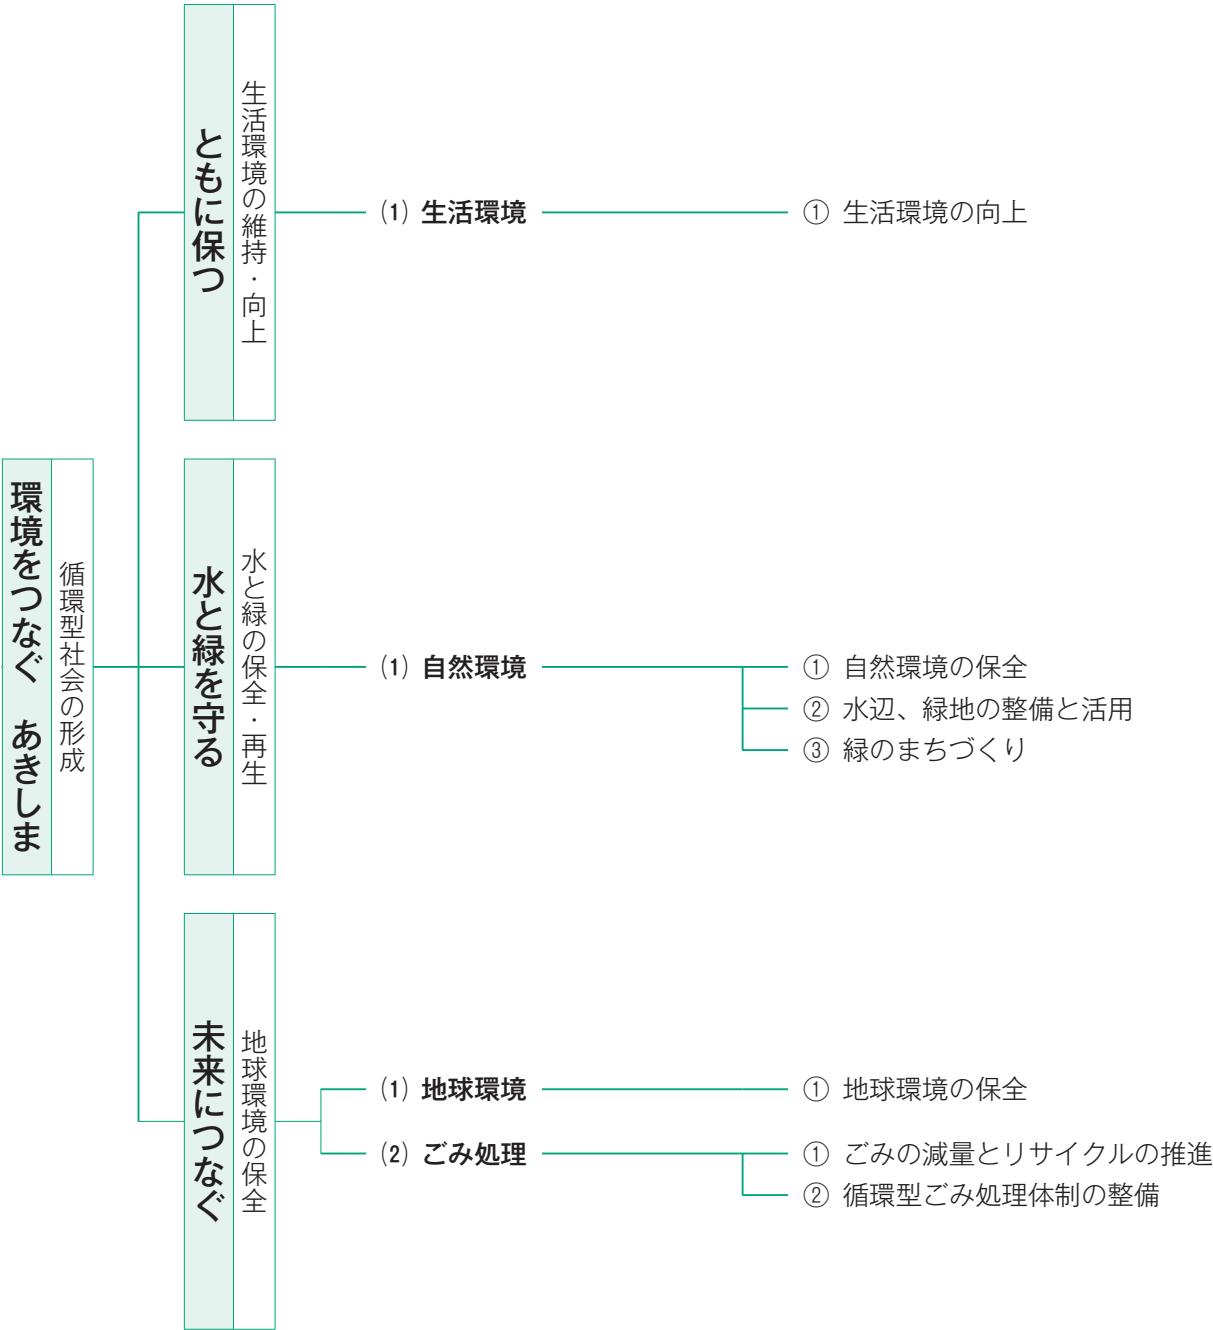 環境をつなぐ　あきしま
循環型社会の形成
ともに保つ
生活環境の維持・向上
(1) 生活環境
① 生活環境の向上
水と緑を守る
水と緑の保全・再生
(1) 自然環境
① 自然環境の保全
② 水辺、緑地の整備と活用
③ 緑のまちづくり
未来につなぐ
地球環境の保全
(1) 地球環境
① 地球環境の保全
(2) ごみ処理
① ごみの減量とリサイクルの推進
② 循環型ごみ処理体制の整備